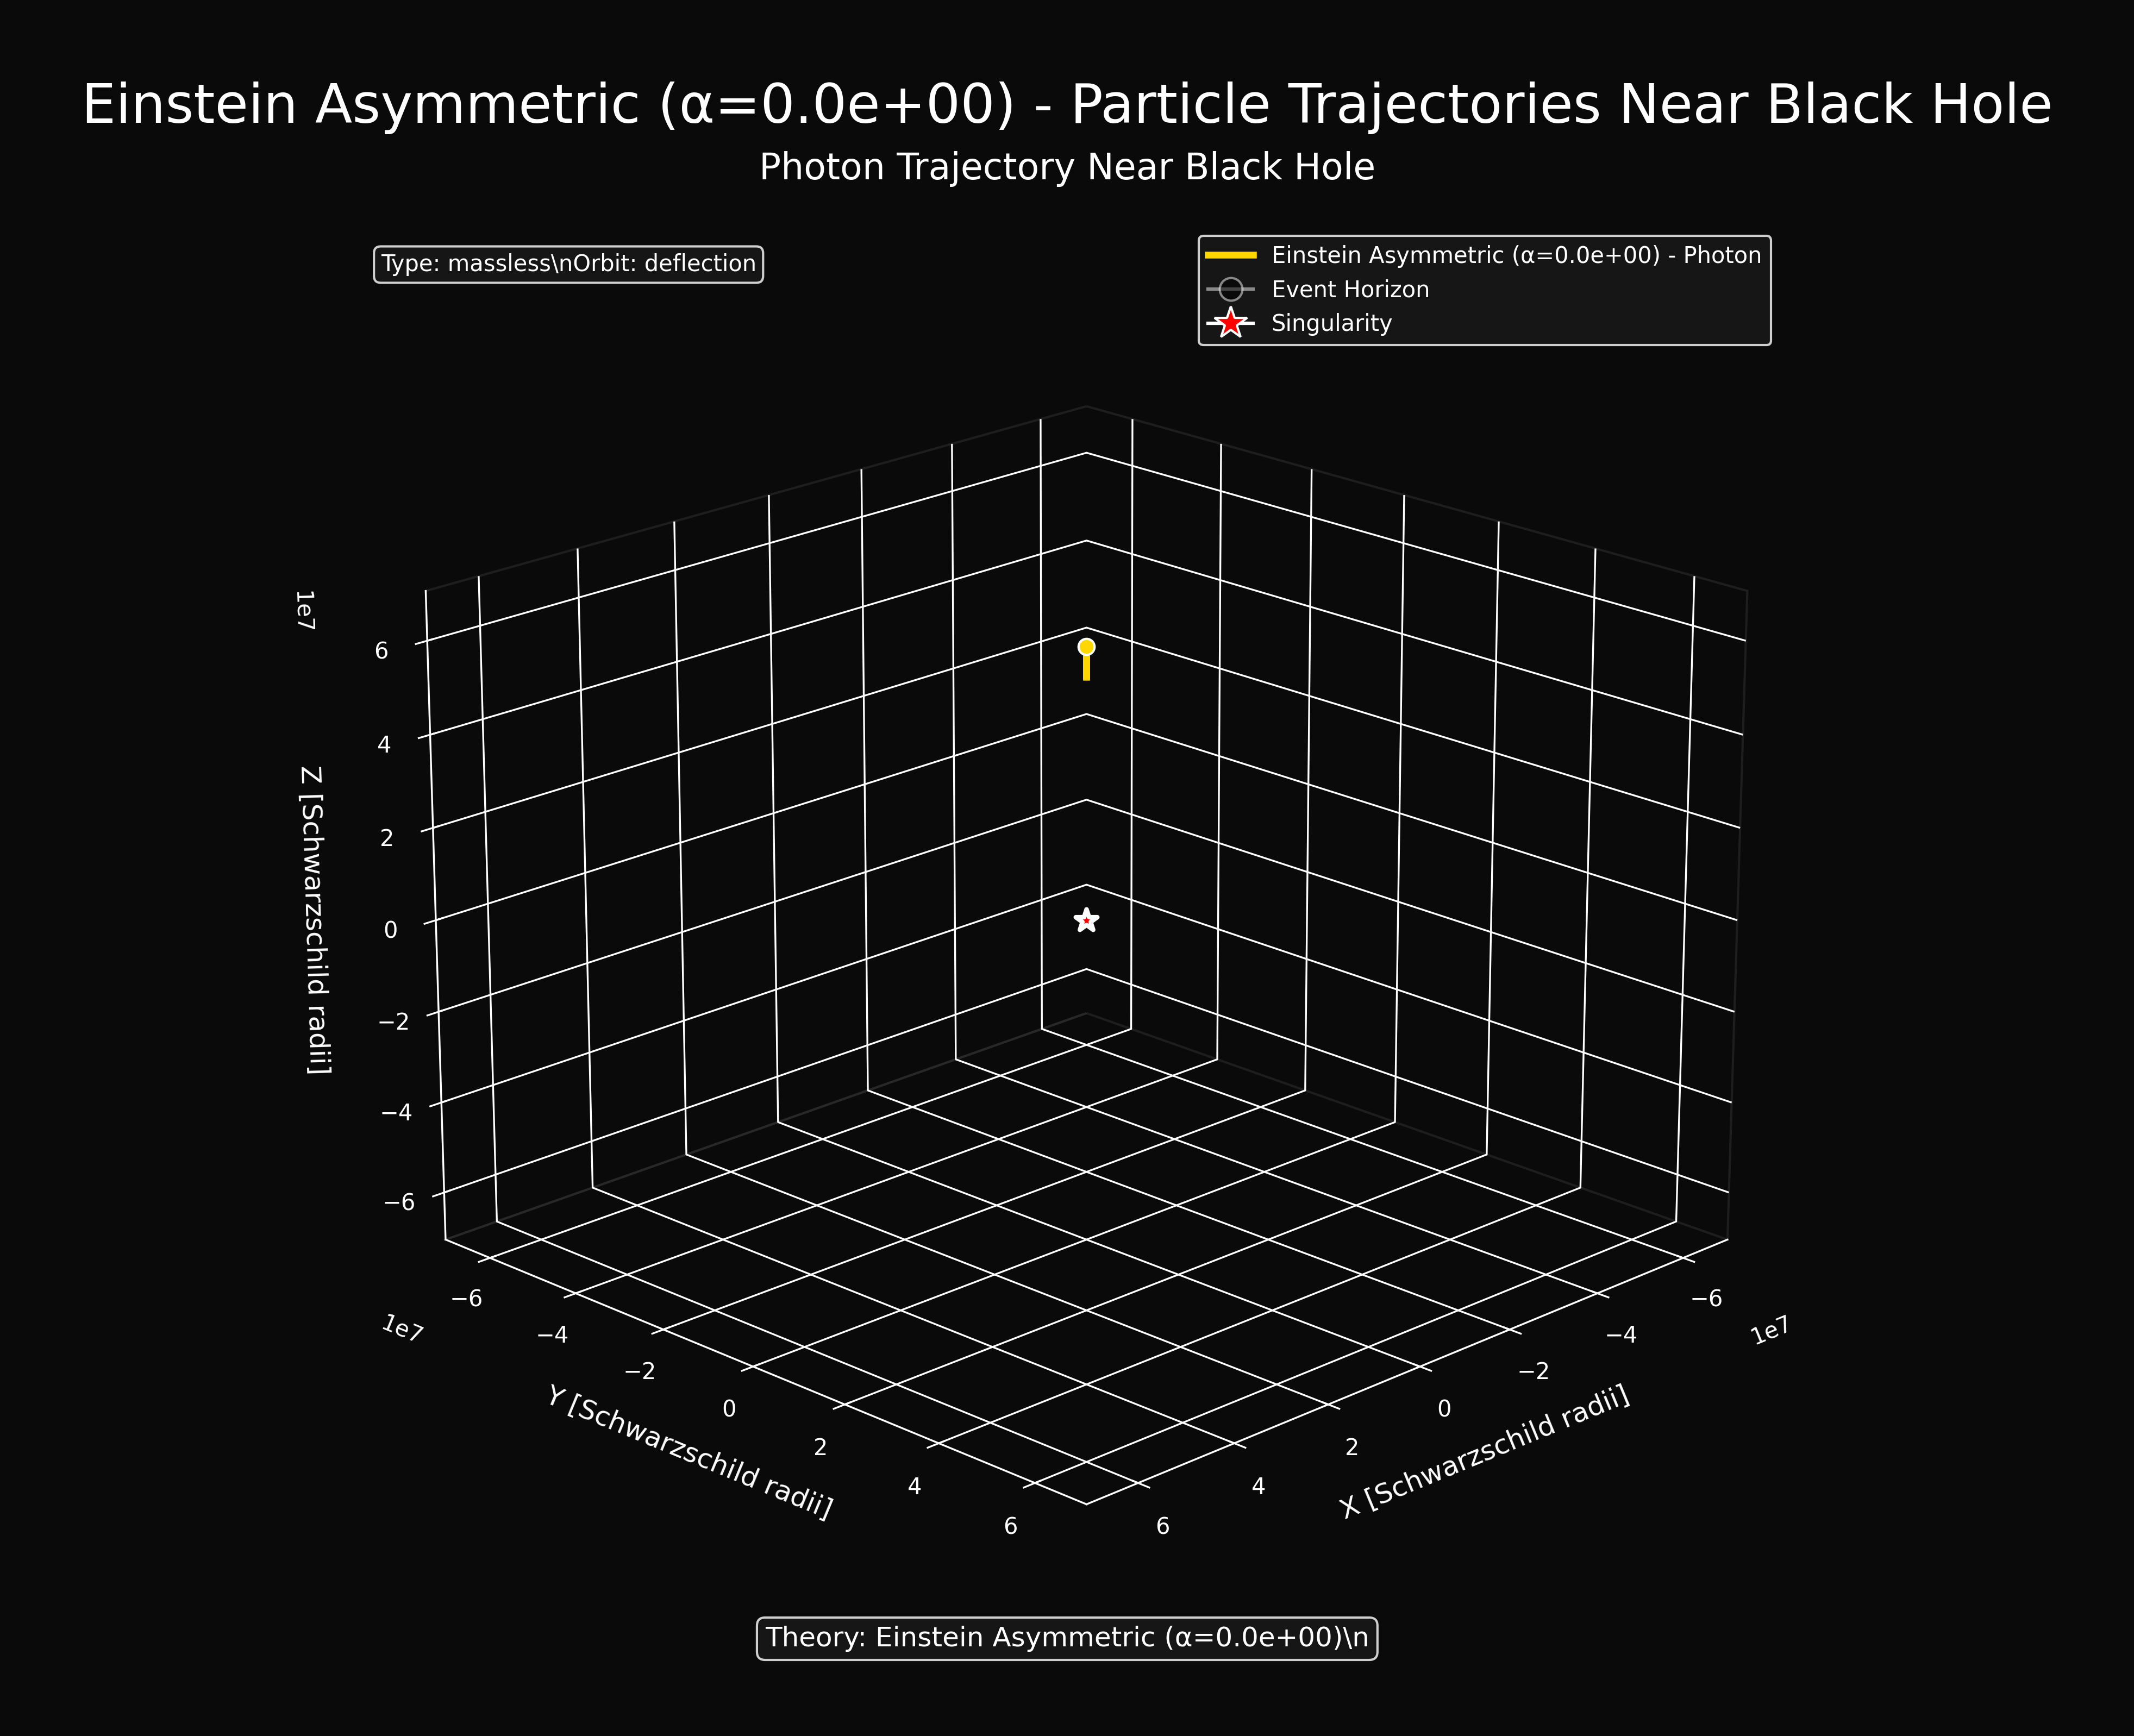 Einstein Asymmetric (α=0.0e+00) - Particle Trajectories Near Black Hole
Photon Trajectory Near Black Hole
Type: massless\nOrbit: deflection
Einstein Asymmetric (α=0.0e+00) - Photon
Event Horizon
Singularity
1e7
6
4
2
0
−2
−4
−6
Z [Schwarzschild radii]
−6
−4
−2
0
2
4
6
1e7
Y [Schwarzschild radii]
−6
−4
−2
0
2
4
6
1e7
X [Schwarzschild radii]
Theory: Einstein Asymmetric (α=0.0e+00)\n